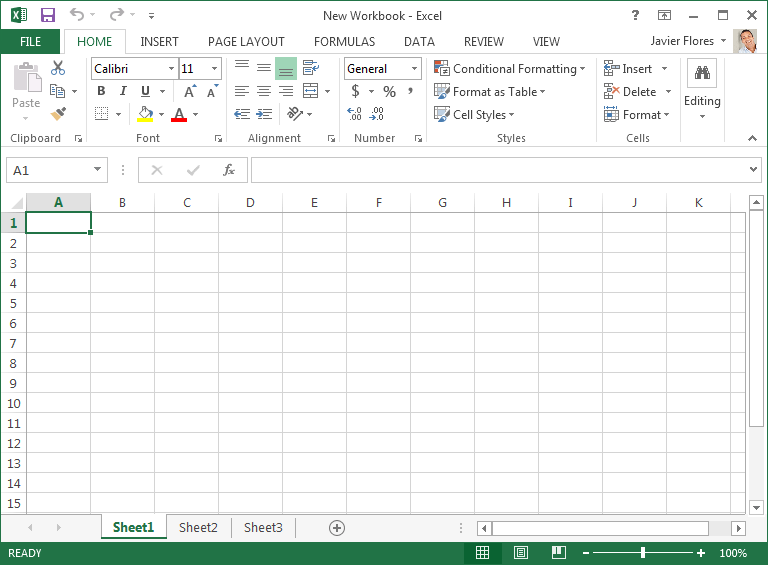 New Workbook - Excel
?
FILE HOME INSERT PAGE LAYOUT FORMULAS DATA REVIEW VIEW Javier Flores
Calibri 11 General Conditional Formatting Insert
Paste B I U A A $ % , Format as Table Delete Editing
A .00 .00 Cell Styles Format
Clipboard Font Alignment Number Styles Cells
A1 fx
A B C D E F G H I J K
1
2
3
4
5
6
7
8
9
10
11
12
13
14
15
Sheet1 Sheet2 Sheet3
READY 100%